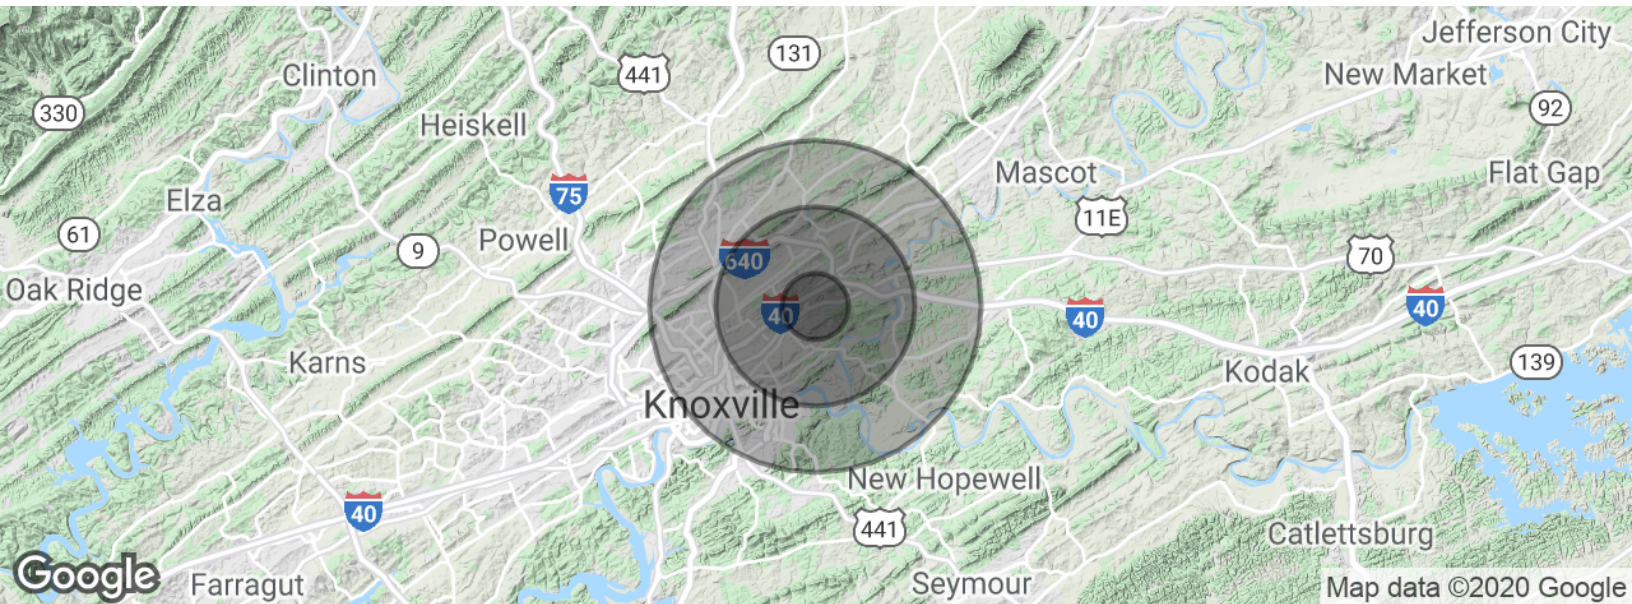 Jefferson City
131
441
Clinton
New Market
330
92
Heiskell
Mascot
Flat Gap
75
Elza
11E
61
Powell
9
70
640
Oak Ridge
40
40
40
Karns
139
Kodak
Knoxville
New Hopewell
40
441
Catlettsburg
Google
Farragut
Seymour
Map data ©2020 Google